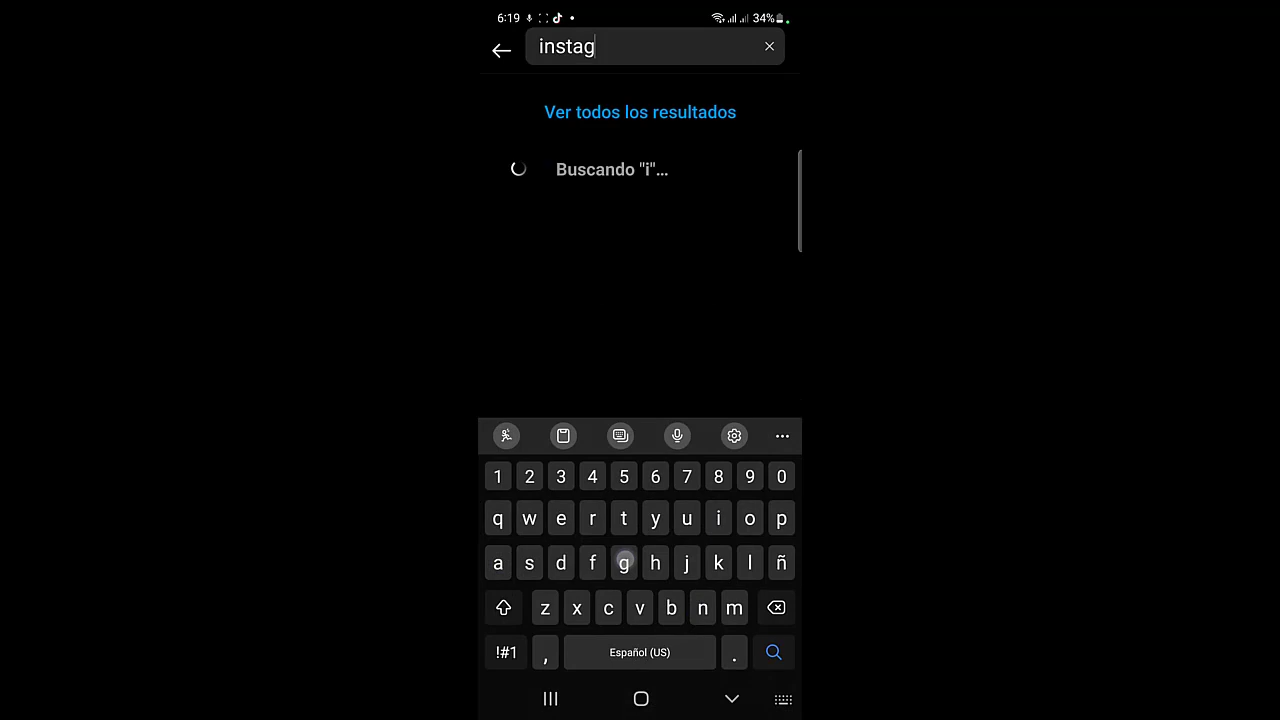 6:19 34%
instag
Ver todos los resultados
Buscando "i"...
1 2 3 4 5 6 7 8 9 0
q w e r t y u i o p
a s d f g h j k l ñ
z x c v b n m
!#1 , Español (US) .